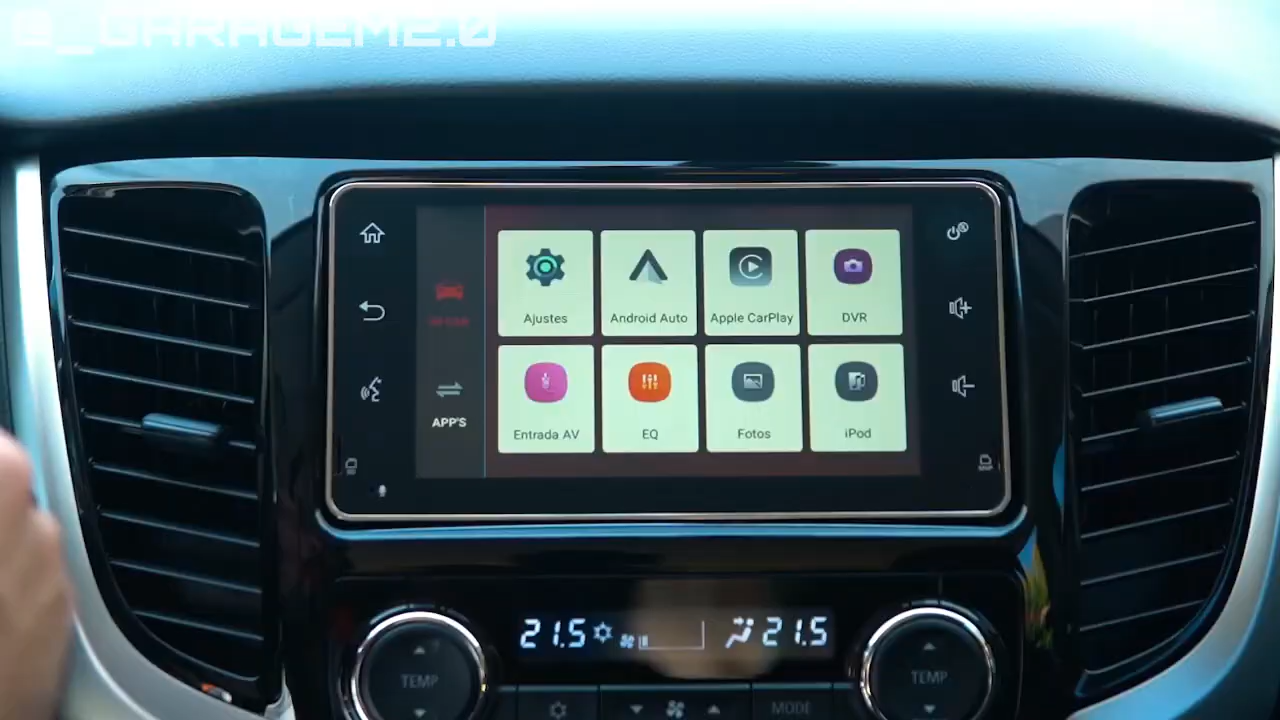 @_GARAGEM2.0
Ajustes
Android Auto
Apple CarPlay
DVR
APP'S
Entrada AV
EQ
Fotos
iPod
21.5
21.5
TEMP
TEMP
MODE